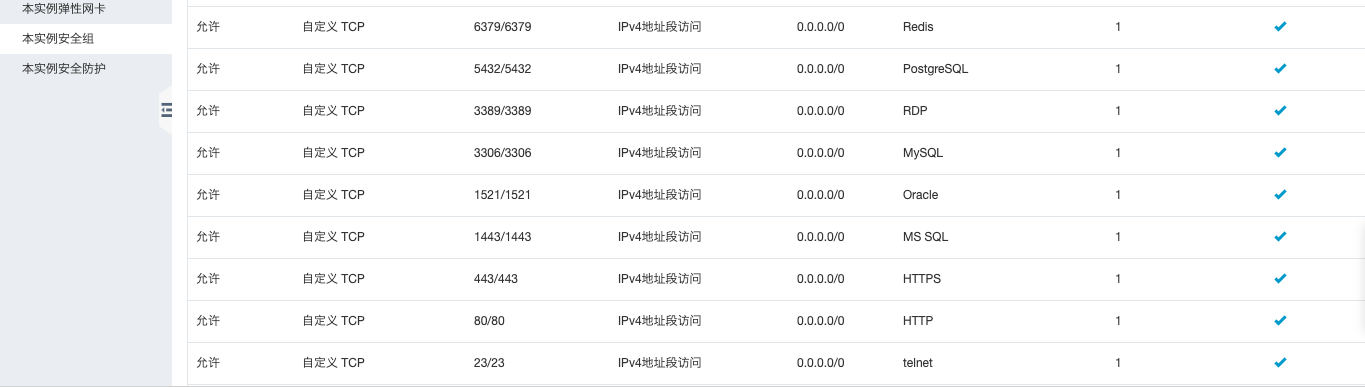 本实例弹性网卡
本实例安全组
本实例安全防护
允许 自定义 TCP 6379/6379 IPv4地址段访问 0.0.0.0/0 Redis 1
允许 自定义 TCP 5432/5432 IPv4地址段访问 0.0.0.0/0 PostgreSQL 1
允许 自定义 TCP 3389/3389 IPv4地址段访问 0.0.0.0/0 RDP 1
允许 自定义 TCP 3306/3306 IPv4地址段访问 0.0.0.0/0 MySQL 1
允许 自定义 TCP 1521/1521 IPv4地址段访问 0.0.0.0/0 Oracle 1
允许 自定义 TCP 1443/1443 IPv4地址段访问 0.0.0.0/0 MS SQL 1
允许 自定义 TCP 443/443 IPv4地址段访问 0.0.0.0/0 HTTPS 1
允许 自定义 TCP 80/80 IPv4地址段访问 0.0.0.0/0 HTTP 1
允许 自定义 TCP 23/23 IPv4地址段访问 0.0.0.0/0 telnet 1